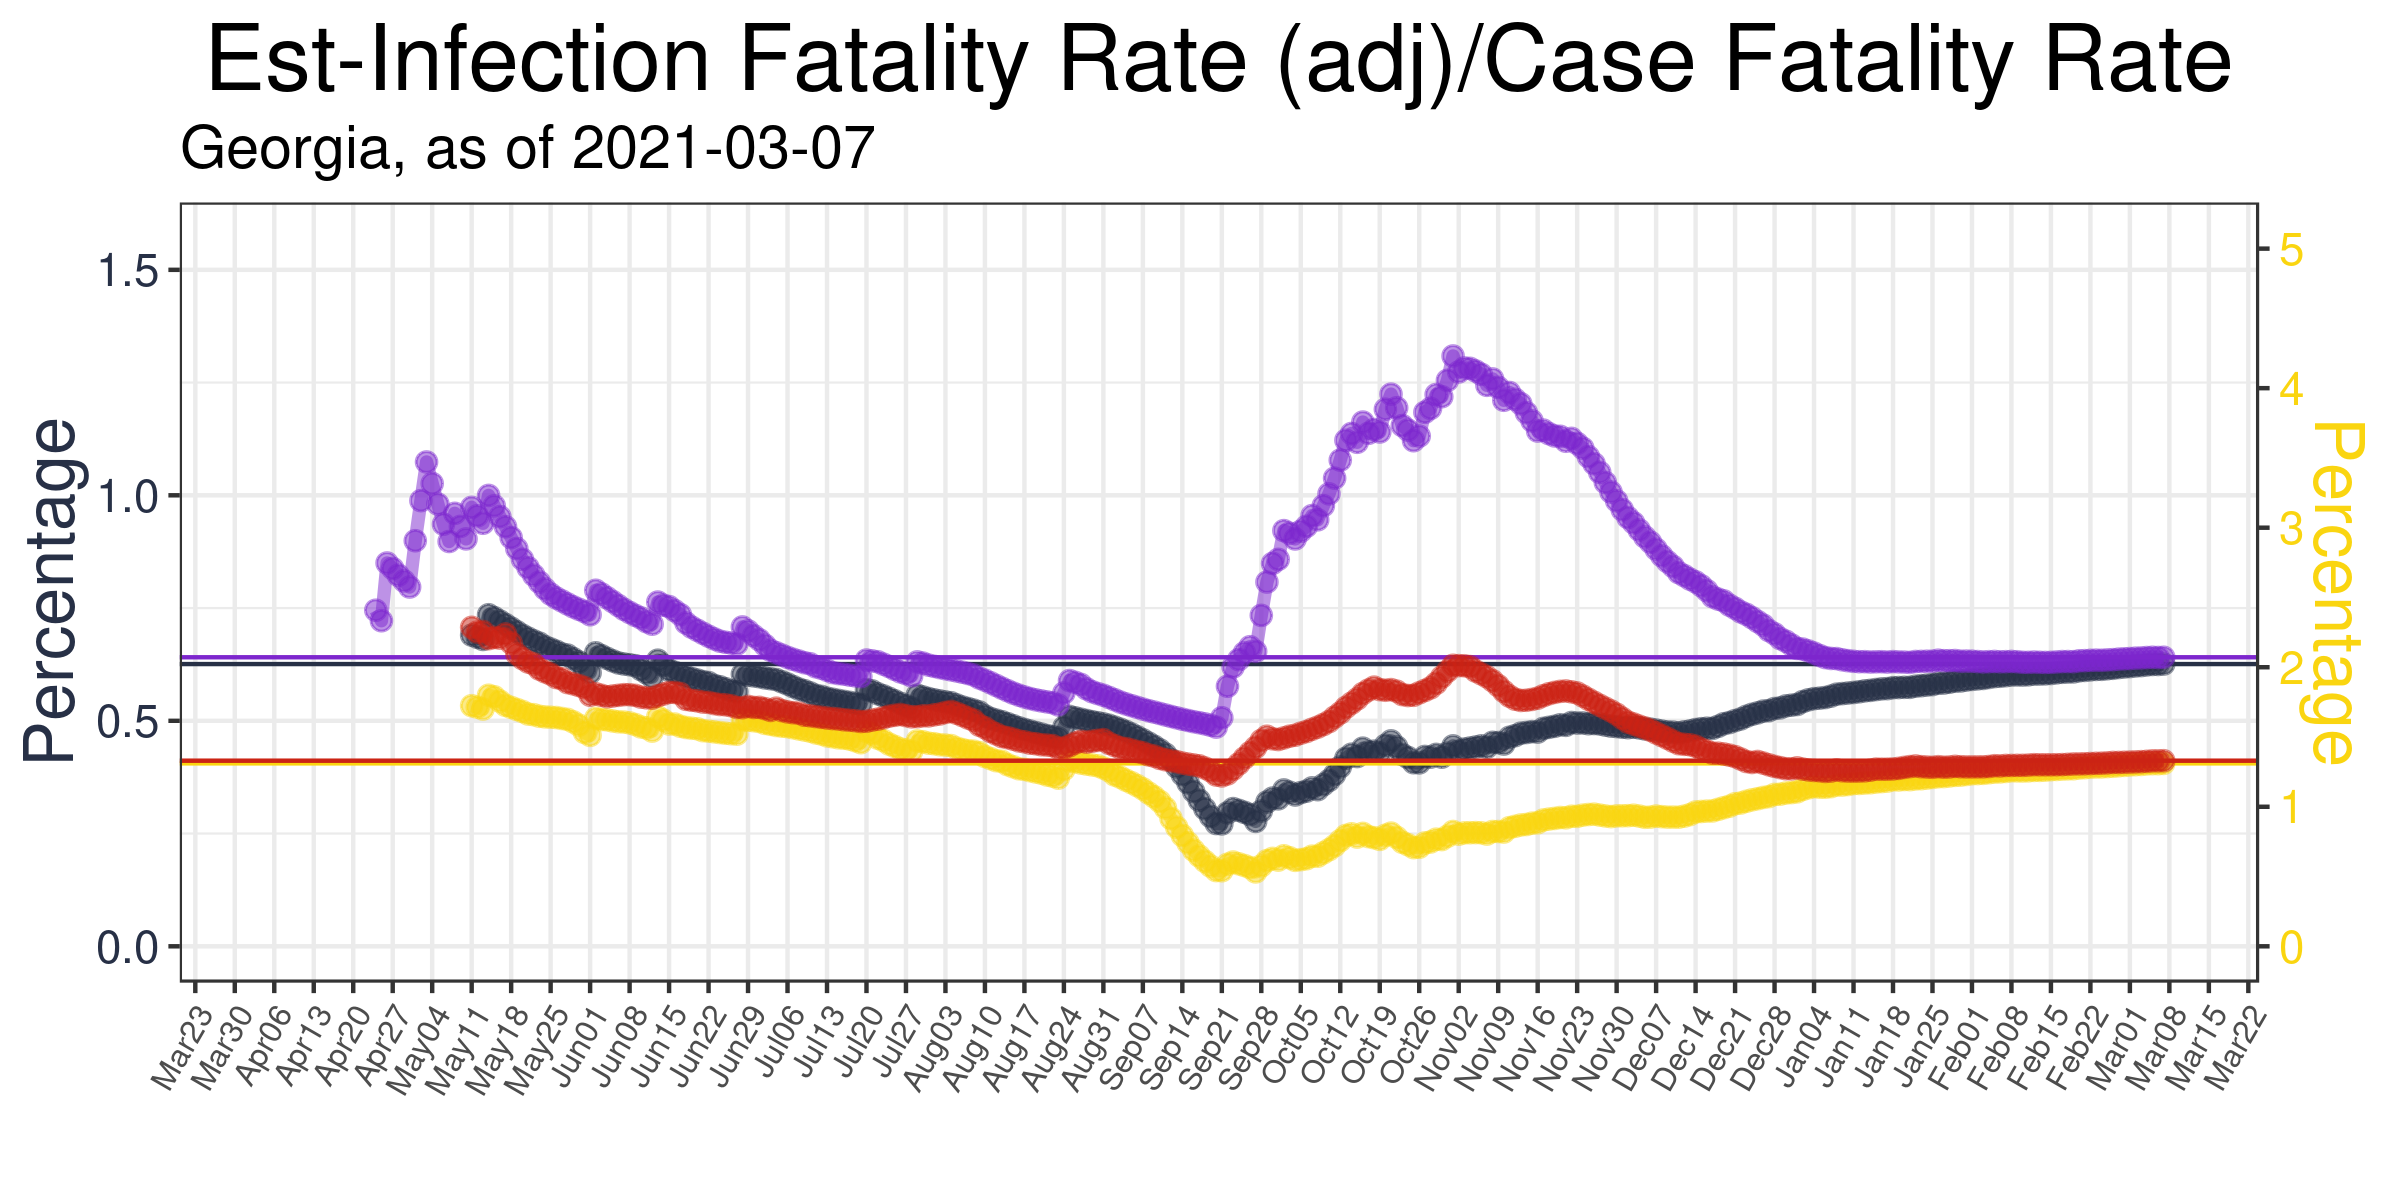 Est-Infection Fatality Rate (adj)/Case Fatality Rate
Georgia, as of 2021-03-07
Percentage
1.5
1.0
0.5
0.0
5
4
3
2
1
0
Percentage
Mar23 Mar30 Apr06 Apr13 Apr20 Apr27 May04 May11 May18 May25 Jun01 Jun08 Jun15 Jun22 Jun29 Jul06 Jul13 Jul20 Jul27 Aug03 Aug10 Aug17 Aug24 Aug31 Sep07 Sep14 Sep21 Sep28 Oct05 Oct12 Oct19 Oct26 Nov02 Nov09 Nov16 Nov23 Nov30 Dec07 Dec14 Dec21 Dec28 Jan04 Jan11 Jan18 Jan25 Feb01 Feb08 Feb15 Feb22 Mar01 Mar08 Mar15 Mar22